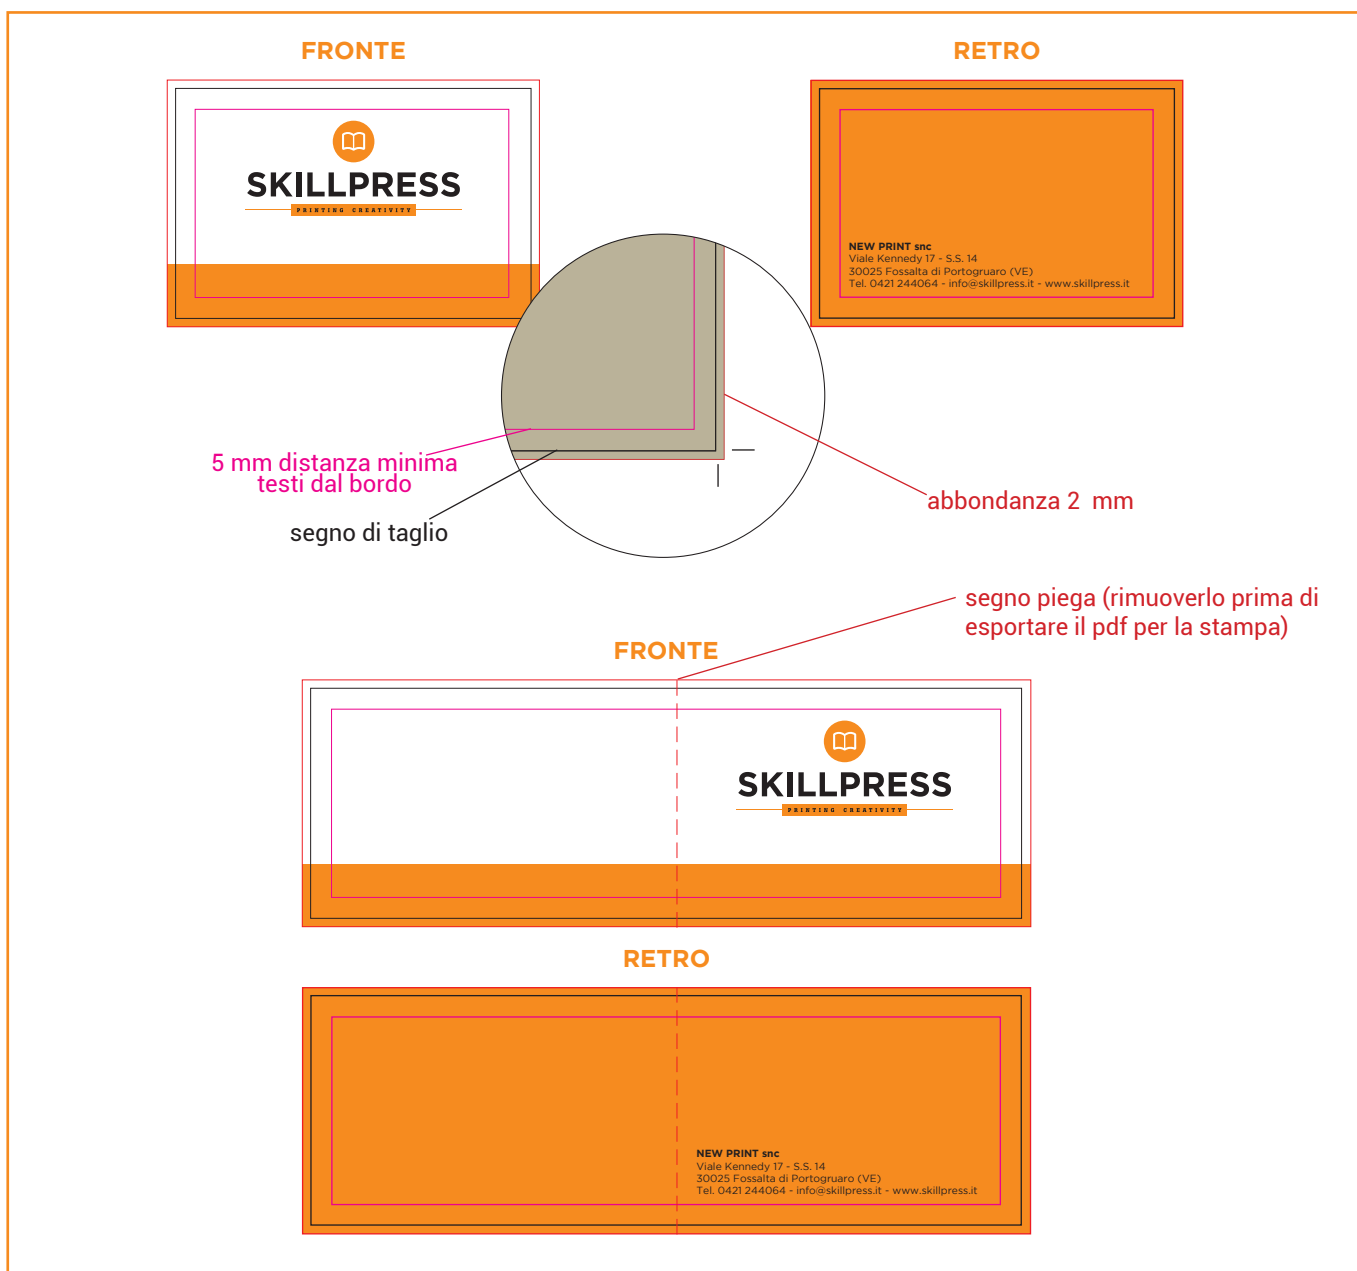 FRONTE
RETRO
SKILLPRESS
PRINTING CREATIVITY
NEW PRINT snc
Viale Kennedy 17 - S.S. 14
30025 Fossalta di Portogruaro (VE)
Tel. 0421 244064 - info@skillpress.it - www.skillpress.it
5 mm distanza minima
testi dal bordo
segno di taglio
abbondanza 2 mm
segno piega (rimuoverlo prima di
esportare il pdf per la stampa)
FRONTE
SKILLPRESS
PRINTING CREATIVITY
RETRO
NEW PRINT snc
Viale Kennedy 17 - S.S. 14
30025 Fossalta di Portogruaro (VE)
Tel. 0421 244064 - info@skillpress.it - www.skillpress.it